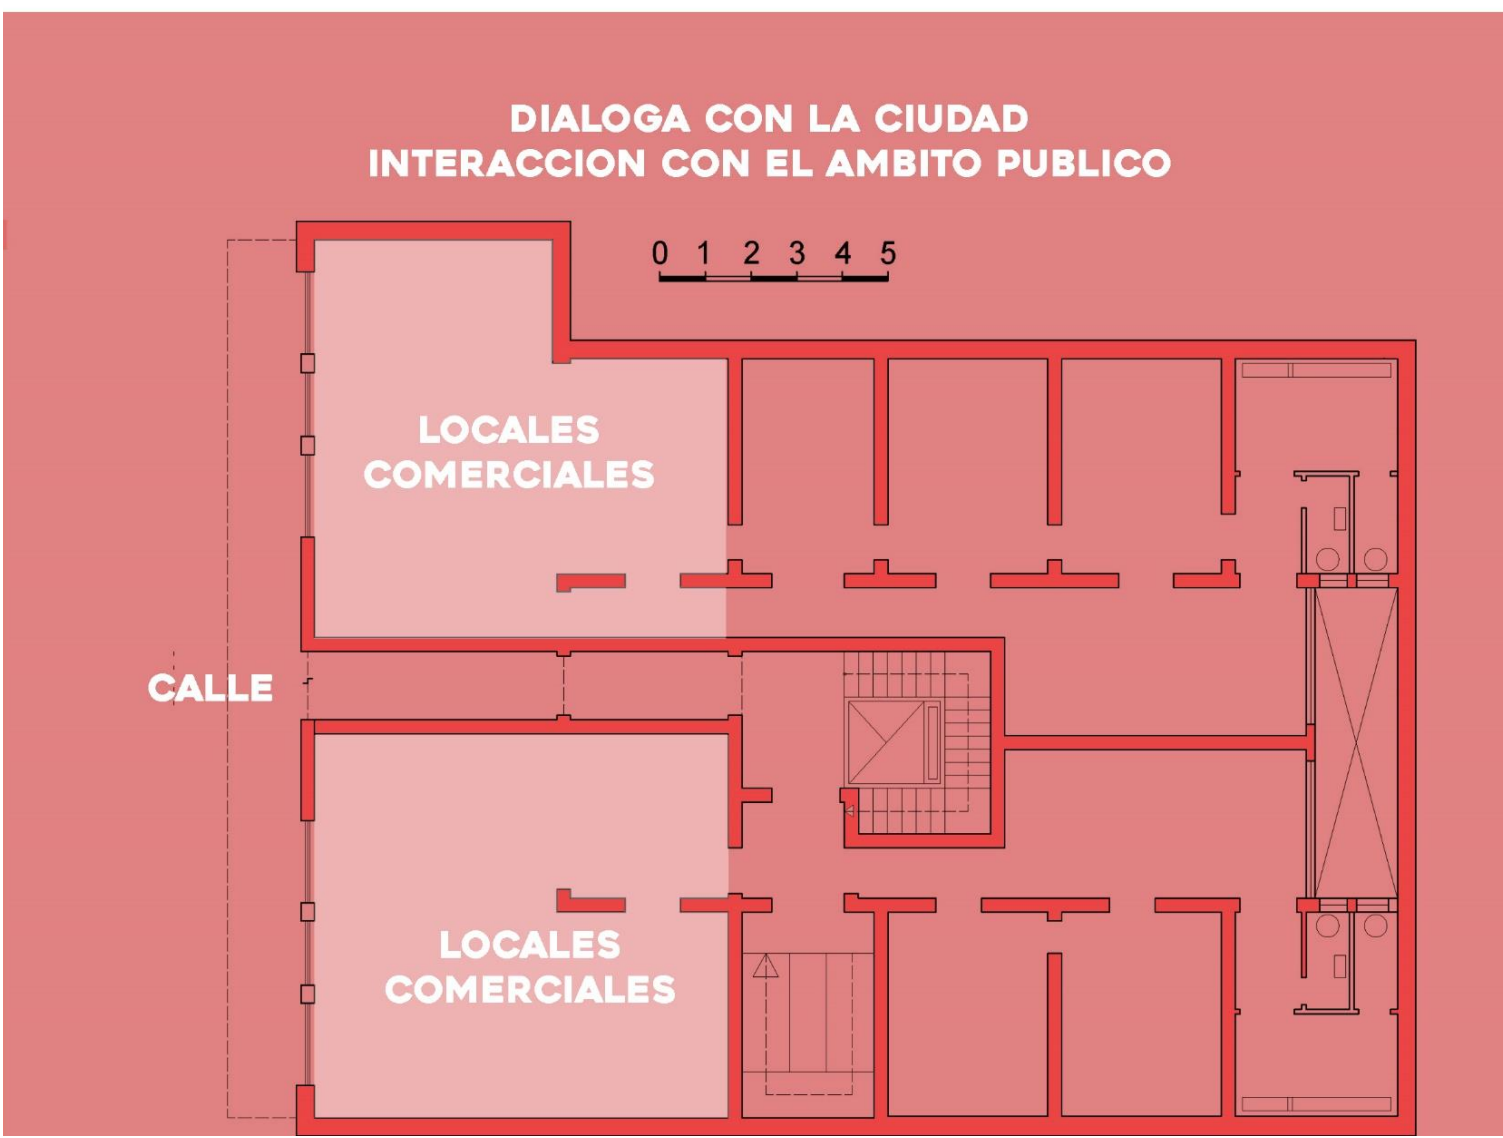 DIALOGA CON LA CIUDAD
INTERACCION CON EL AMBITO PUBLICO
0 1 2 3 4 5
LOCALES
COMERCIALES
CALLE
LOCALES
COMERCIALES